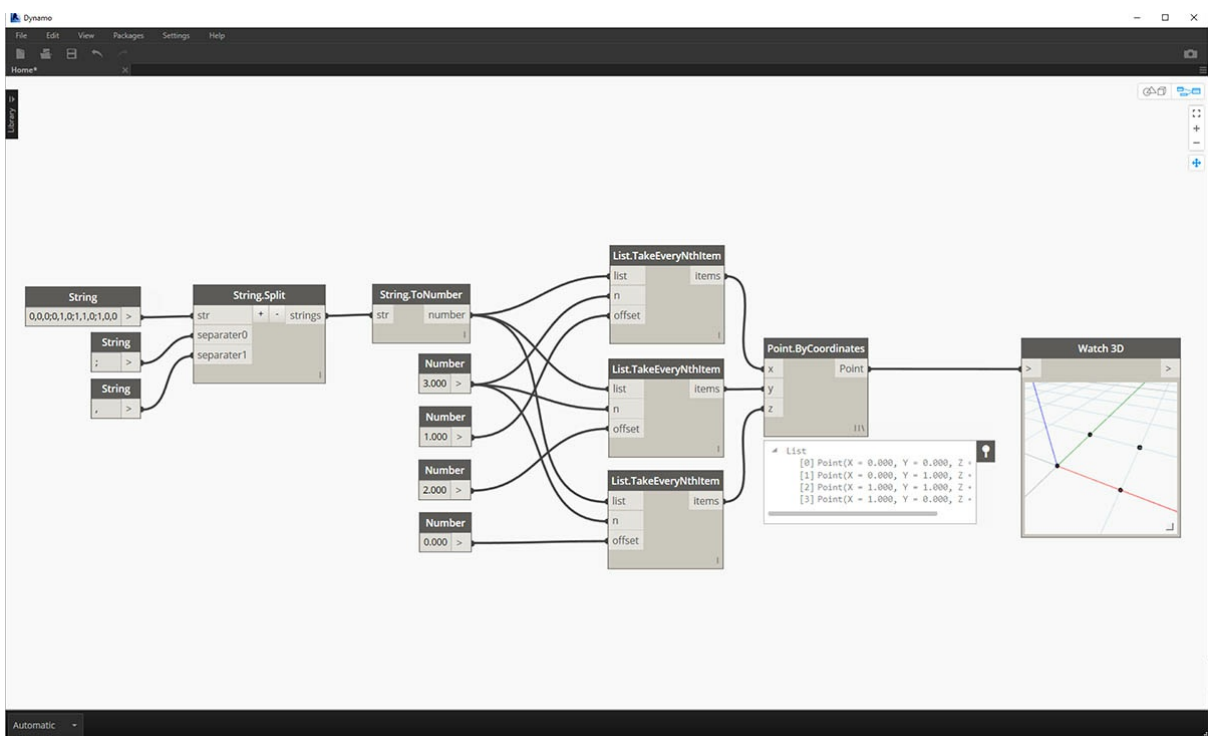 Dynamo
File Edit View Packages Settings Help
Home*
Library
String
0,0,0;0,1,0;1,1,0;1,0,0 >
String
; >
String
, >
String.Split
str + - strings
separater0
separater1
String.ToNumber
str number
Number
3.000 >
Number
1.000 >
Number
2.000 >
Number
0.000 >
List.TakeEveryNthItem
list items
n
offset
List.TakeEveryNthItem
list items
n
offset
List.TakeEveryNthItem
list items
n
offset
Point.ByCoordinates
x Point
y
z
List
[0] Point(X = 0.000, Y = 0.000, Z
[1] Point(X = 0.000, Y = 1.000, Z
[2] Point(X = 1.000, Y = 1.000, Z
[3] Point(X = 1.000, Y = 0.000, Z
Watch 3D
> >
Automatic